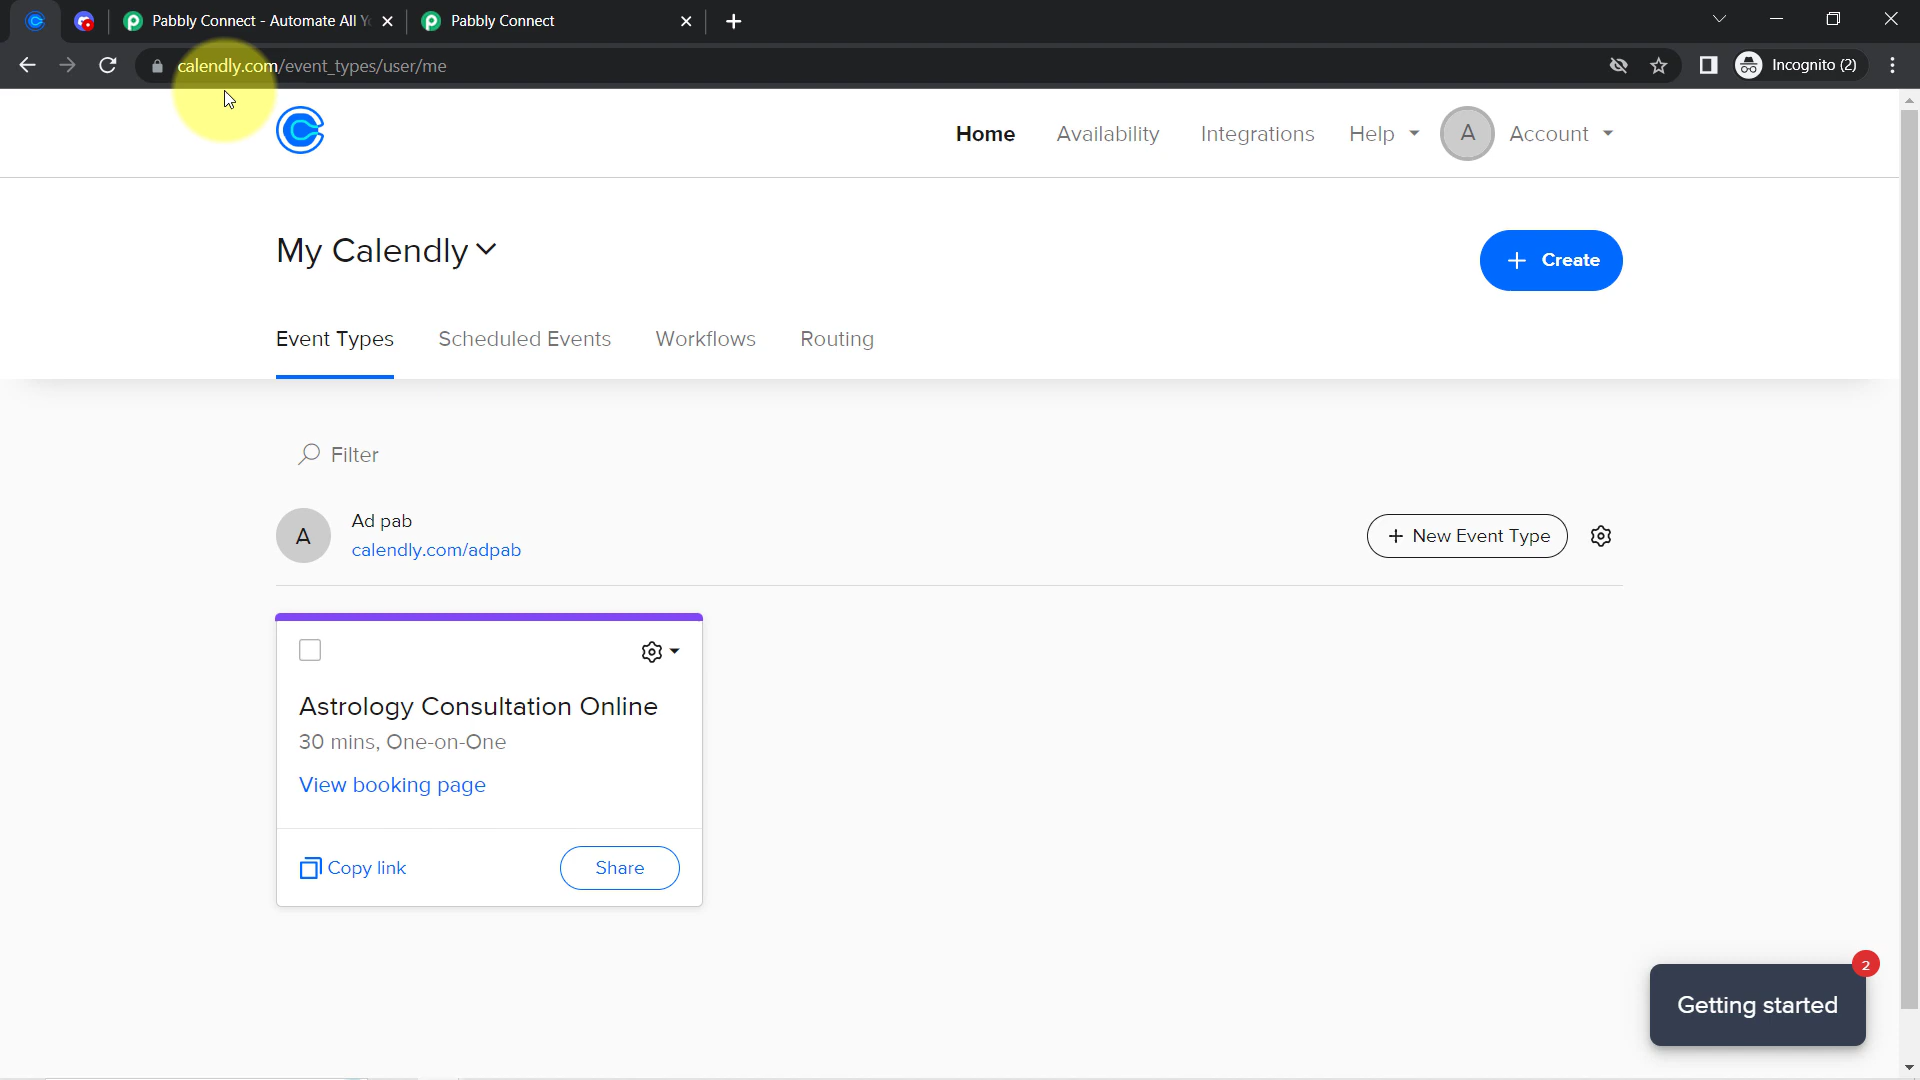 Pabbly Connect - Automate All Yo
Pabbly Connect
calendly.com/event_types/user/me
Incognito (2)
Home
Availability
Integrations
Help
A
Account
My Calendly
+ Create
Event Types
Scheduled Events
Workflows
Routing
Filter
A
Ad pab
calendly.com/adpab
+ New Event Type
Astrology Consultation Online
30 mins, One-on-One
View booking page
Copy link
Share
2
Getting started